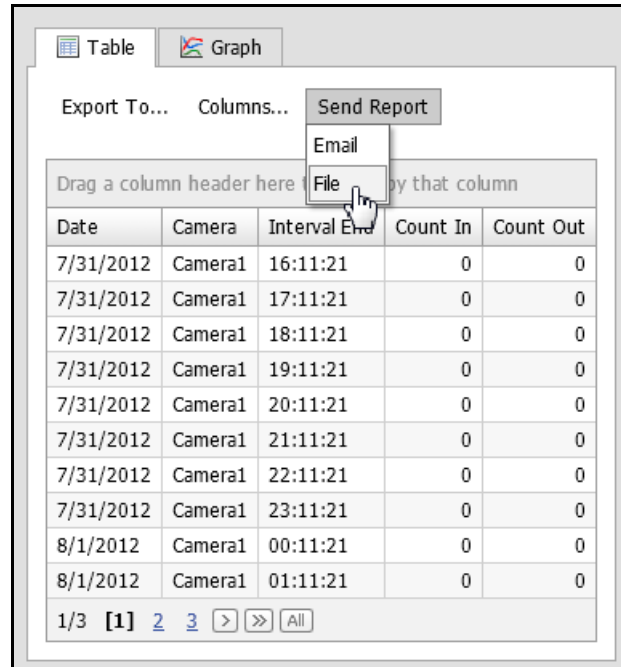 Table Graph
Export To... Columns... Send Report
Email
File
Drag a column header here by that column
Date Camera Interval End Count In Count Out
7/31/2012 Camera1 16:11:21 0 0
7/31/2012 Camera1 17:11:21 0 0
7/31/2012 Camera1 18:11:21 0 0
7/31/2012 Camera1 19:11:21 0 0
7/31/2012 Camera1 20:11:21 0 0
7/31/2012 Camera1 21:11:21 0 0
7/31/2012 Camera1 22:11:21 0 0
7/31/2012 Camera1 23:11:21 0 0
8/1/2012 Camera1 00:11:21 0 0
8/1/2012 Camera1 01:11:21 0 0
1/3 [1] 2 3 > >> All